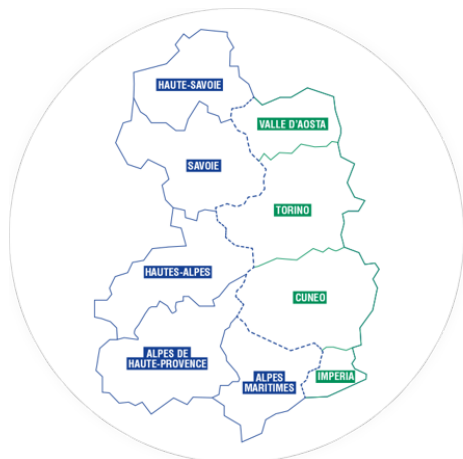 HAUTE-SAVOIE
VALLE D'AOSTA
SAVOIE
TORINO
HAUTES-ALPES
CUNEO
ALPES DE
HAUTE-PROVENCE
ALPES
MARITIMES
IMPERIA